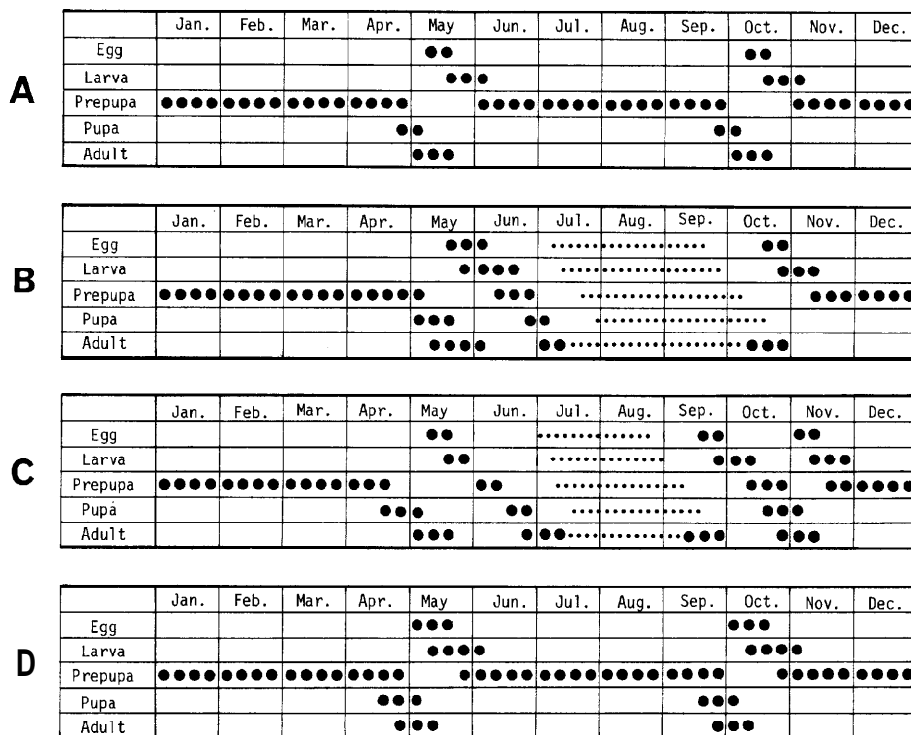 Jan. Feb. Mar. Apr. May Jun. Jul. Aug. Sep. Oct. Nov. Dec.
Egg
Larva
A
Prepupa
Pupa
Adult
Jan. Feb. Mar. Apr. May Jun. Jul. Aug. Sep. Oct. Nov. Dec.
Egg
Larva
B
Prepupa
Pupa
Adult
Jan. Feb. Mar. Apr. May Jun. Jul. Aug. Sep. Oct. Nov. Dec.
Egg
Larva
C
Prepupa
Pupa
Adult
Jan. Feb. Mar. Apr. May Jun. Jul. Aug. Sep. Oct. Nov. Dec.
Egg
Larva
D
Prepupa
Pupa
Adult